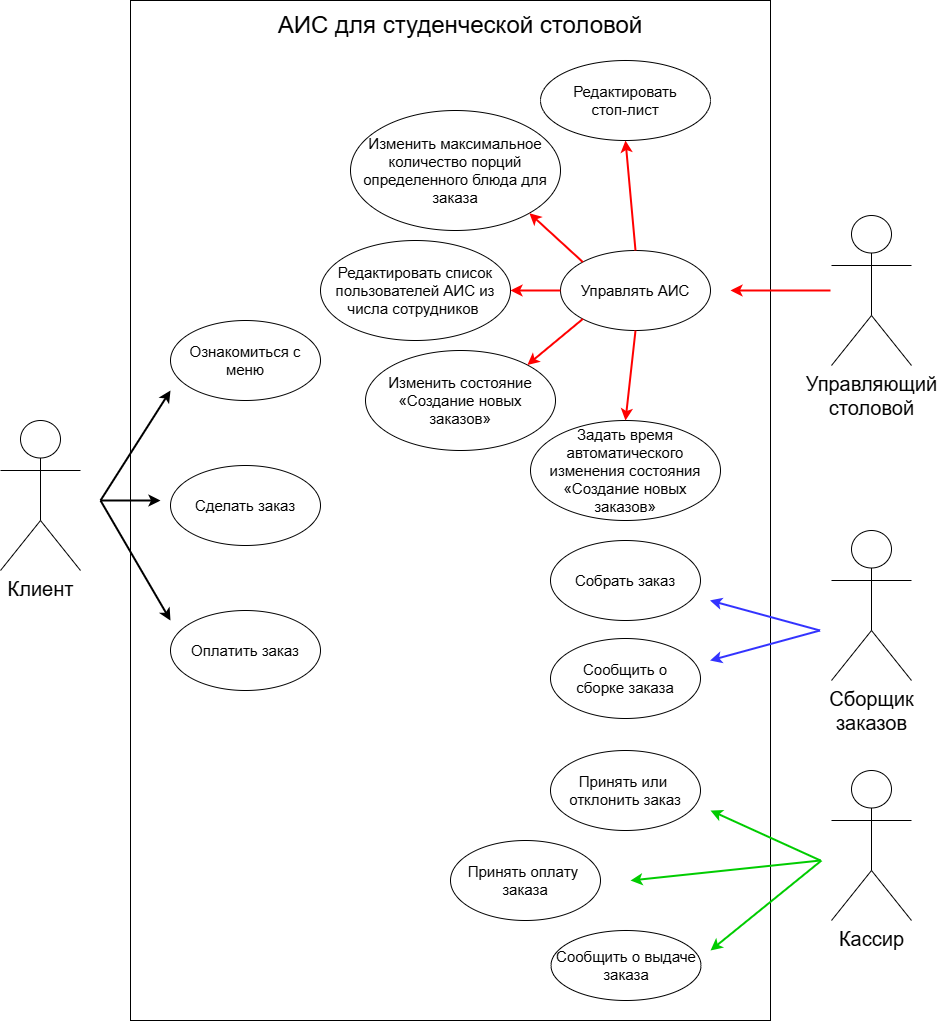 АИС для студенческой столовой
Редактировать
стоп-лист
Изменить максимальное
количество порций
определенного блюда для
заказа
Редактировать список
пользователей АИС из
числа сотрудников
Управлять АИС
Управляющий
столовой
Ознакомиться с
меню
Изменить состояние
«Создание новых
заказов»
Задать время
автоматического
изменения состояния
«Создание новых
заказов»
Сделать заказ
Клиент
Собрать заказ
Оплатить заказ
Сообщить о
сборке заказа
Сборщик
заказов
Принять или
отклонить заказ
Принять оплату
заказа
Кассир
Сообщить о выдаче
заказа